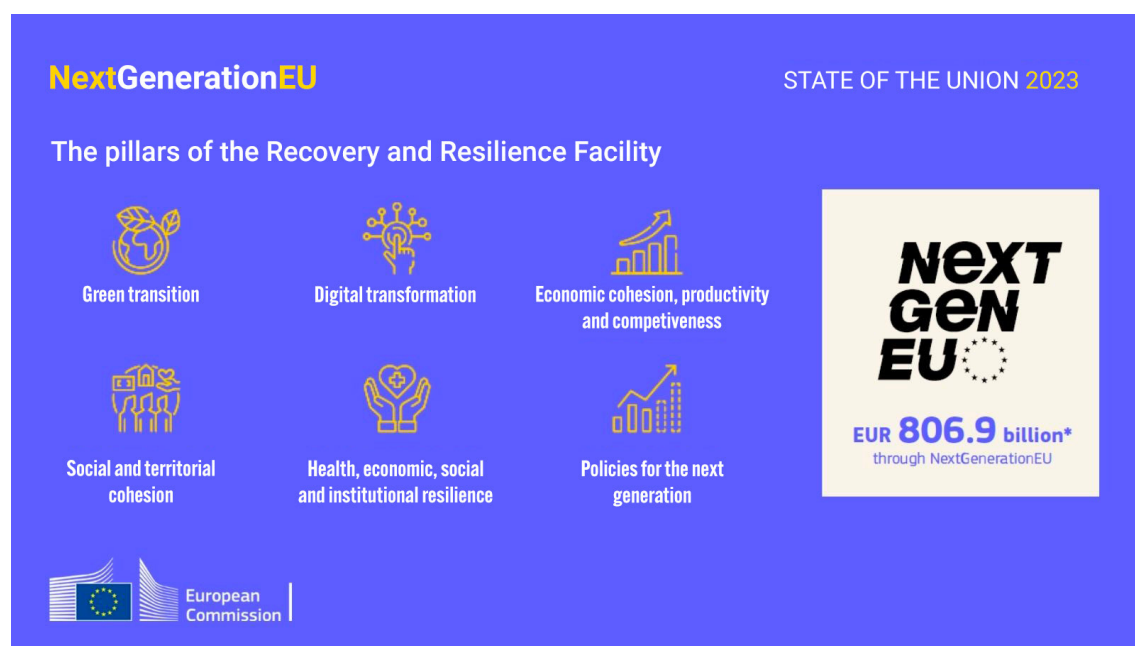 NextGenerationEU
STATE OF THE UNION 2023
The pillars of the Recovery and Resilience Facility
Green transition
Digital transformation
Economic cohesion, productivity
and competiveness
Social and territorial
cohesion
Health, economic, social
and institutional resilience
Policies for the next
generation
NEXT
GEN
EU
EUR 806.9 billion*
through NextGenerationEU
European
Commission